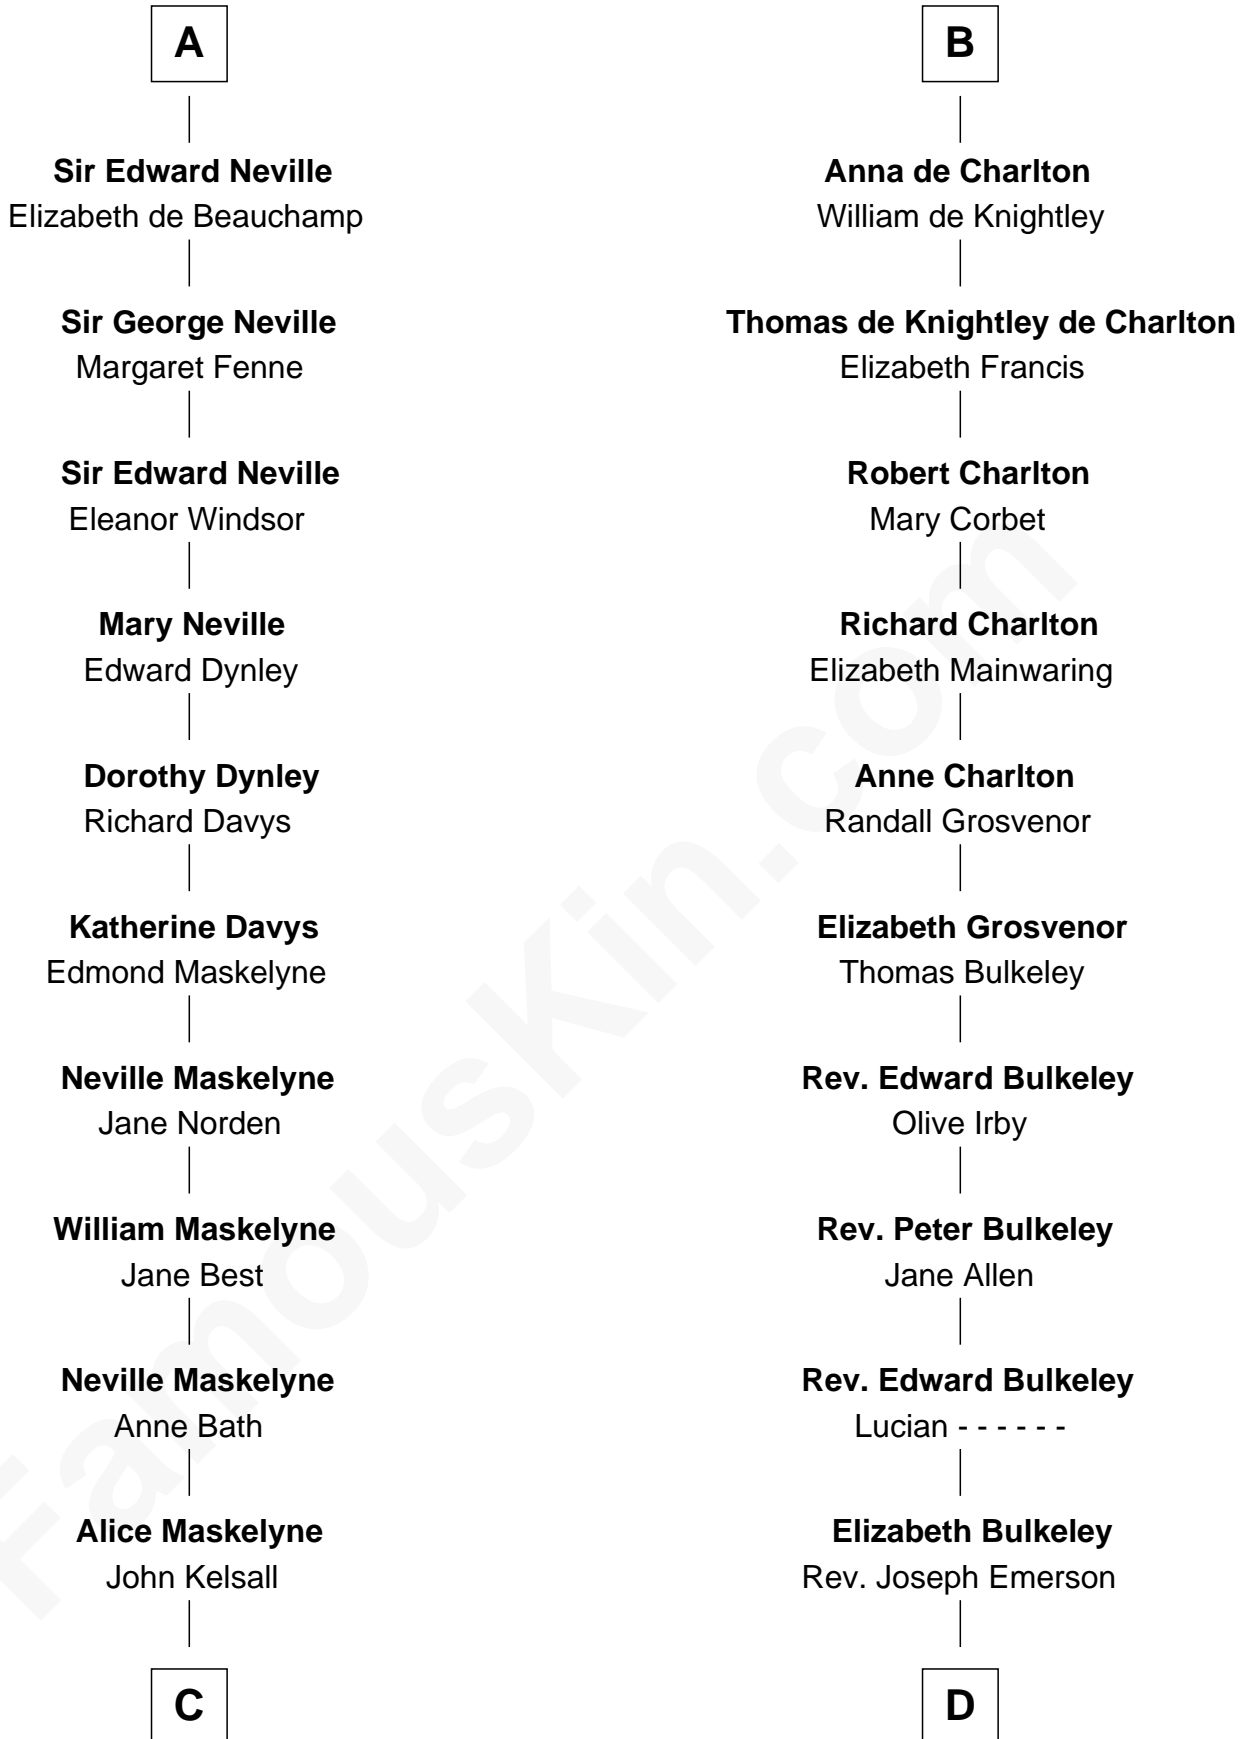 A
Sir Edward Neville
Elizabeth de Beauchamp
Sir George Neville
Margaret Fenne
Sir Edward Neville
Eleanor Windsor
Mary Neville
Edward Dynley
Dorothy Dynley
Richard Davys
Katherine Davys
Edmond Maskelyne
Neville Maskelyne
Jane Norden
William Maskelyne
Jane Best
Neville Maskelyne
Anne Bath
Alice Maskelyne
John Kelsall
C
B
Anna de Charlton
William de Knightley
Thomas de Knightley de Charlton
Elizabeth Francis
Robert Charlton
Mary Corbet
Richard Charlton
Elizabeth Mainwaring
Anne Charlton
Randall Grosvenor
Elizabeth Grosvenor
Thomas Bulkeley
Rev. Edward Bulkeley
Olive Irby
Rev. Peter Bulkeley
Jane Allen
Rev. Edward Bulkeley
Lucian - - - - - -
Elizabeth Bulkeley
Rev. Joseph Emerson
D
FamousKin.com